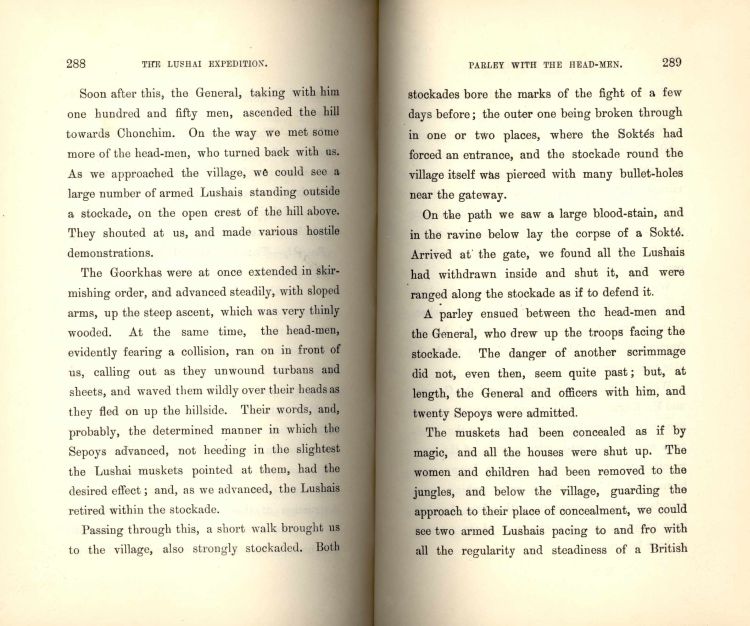 288 THE LUSHAI EXPEDITION.
Soon after this, the General, taking with him
one hundred and fifty men, ascended the hill
towards Chonchim. On the way we met some
more of the head-men, who turned back with us.
As we approached the village, we could see a
large number of armed Lushais standing outside
a stockade, on the open crest of the hill above.
They shouted at us, and made various hostile
demonstrations.
The Goorkhas were at once extended in skir-
mishing order, and advanced steadily, with sloped
arms, up the steep ascent, which was very thinly
wooded. At the same time, the head-men,
evidently fearing a collision, ran on in front of
us, calling out as they unwound turbans and
sheets, and waved them wildly over their heads as
they fled on up the hillside. Their words, and,
probably, the determined manner in which the
Sepoys advanced, not heeding in the slightest
the Lushai muskets pointed at them, had the
desired effect; and, as we advanced, the Lushais
retired within the stockade.
Passing through this, a short walk brought us
to the village, also strongly stockaded. Both
PARLEY WITH THE HEAD-MEN. 289
stockades bore the marks of the fight of a few
days before; the outer one being broken through
in one or two places, where the Soktés had
forced an entrance, and the stockade round the
village itself was pierced with many bullet-holes
near the gateway.
On the path we saw a large blood-stain, and
in the ravine below lay the corpse of a Sokté.
Arrived at the gate, we found all the Lushais
had withdrawn inside and shut it, and were
ranged along the stockade as if to defend it.
A parley ensued between the head-men and
the General, who drew up the troops facing the
stockade. The danger of another scrimmage
did not, even then, seem quite past; but, at
length, the General and officers with him, and
twenty Sepoys were admitted.
The muskets had been concealed as if by
magic, and all the houses were shut up. The
women and children had been removed to the
jungles, and below the village, guarding the
approach to their place of concealment, we could
see two armed Lushais pacing to and fro with
all the regularity and steadiness of a British